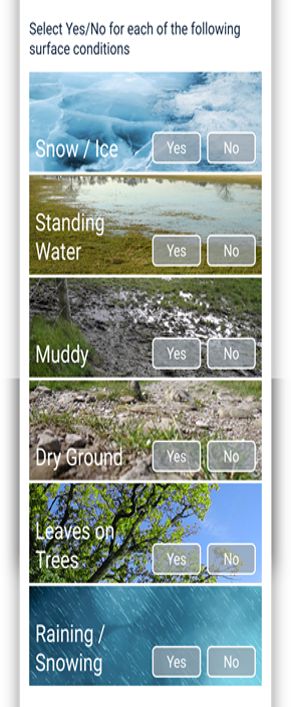 Select Yes/No for each of the following
surface conditions
Snow / Ice
Yes
No
Standing
Water
Yes
No
Muddy
Yes
No
Dry Ground
Yes
No
Leaves on
Trees
Yes
No
Raining /
Snowing
Yes
No